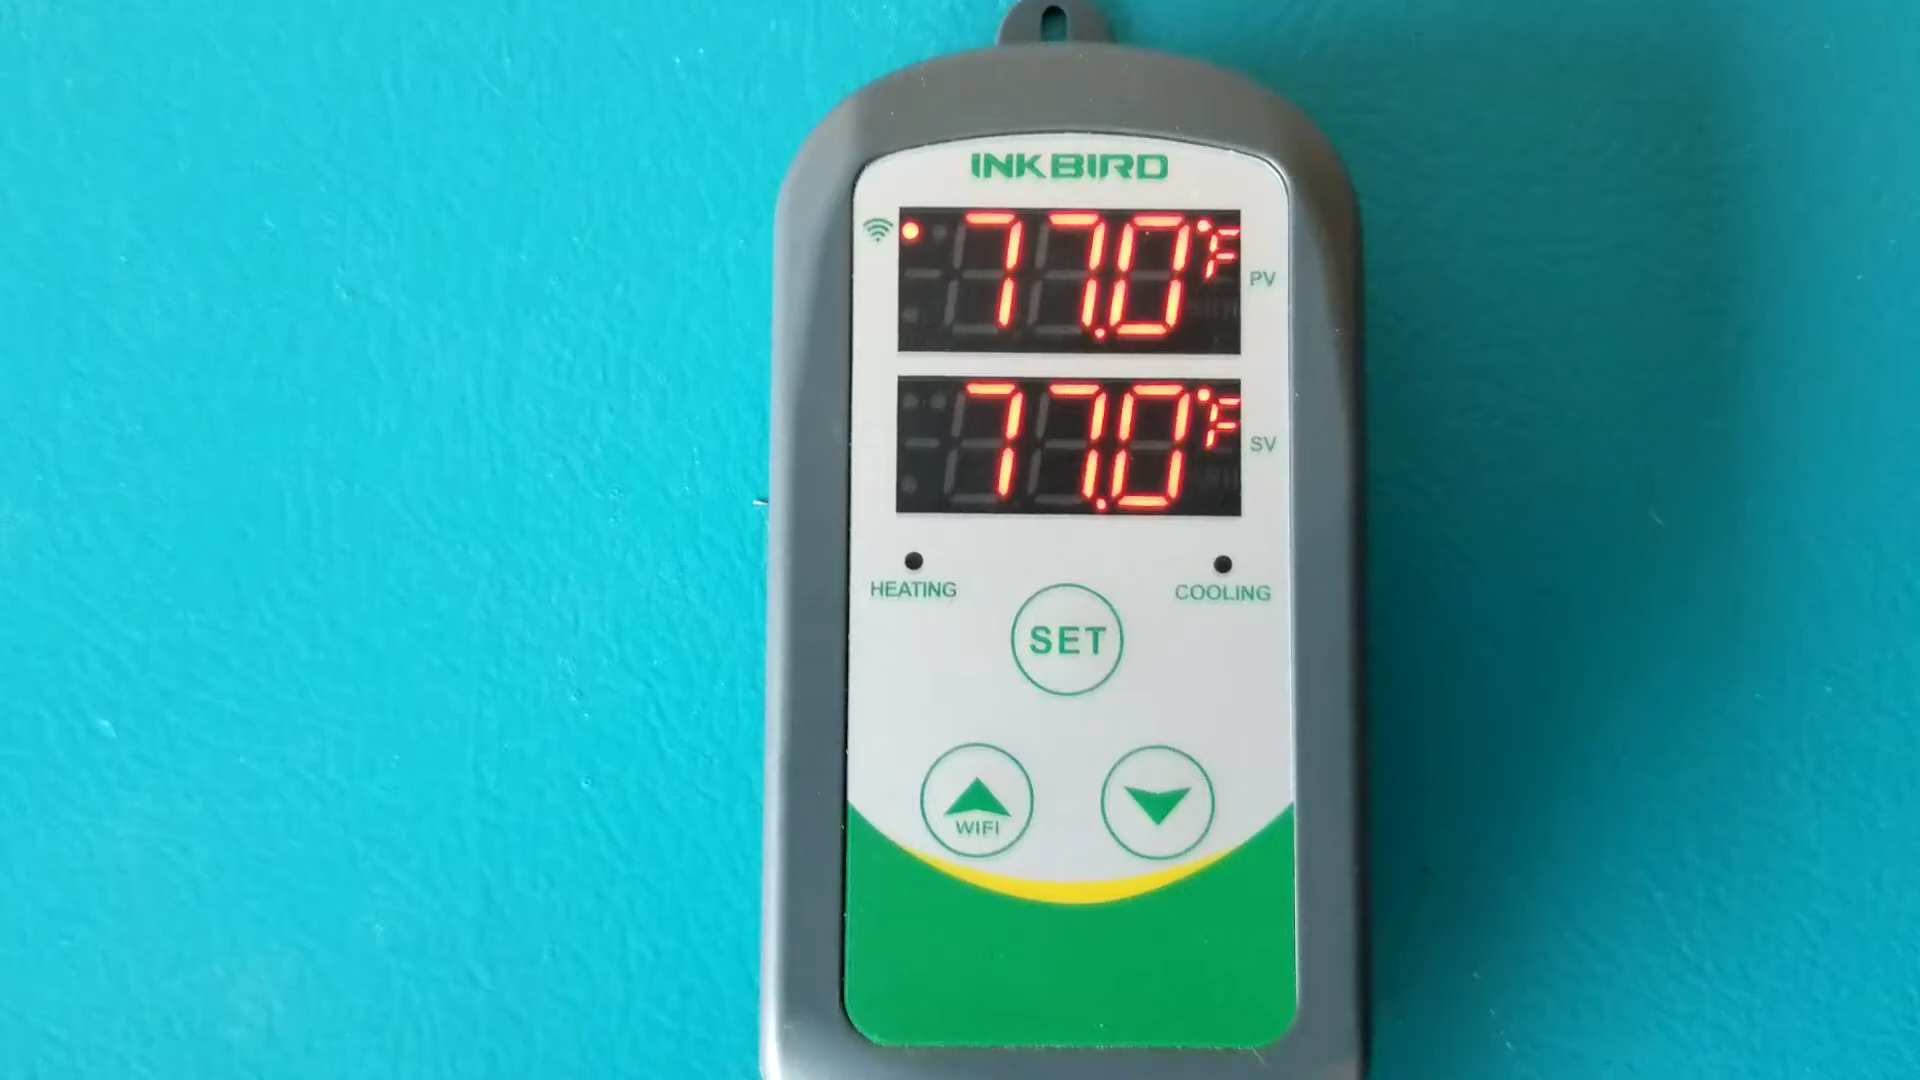 INKBIRD
77.0°F
PV
77.0°F
SV
HEATING
COOLING
SET
WIFI